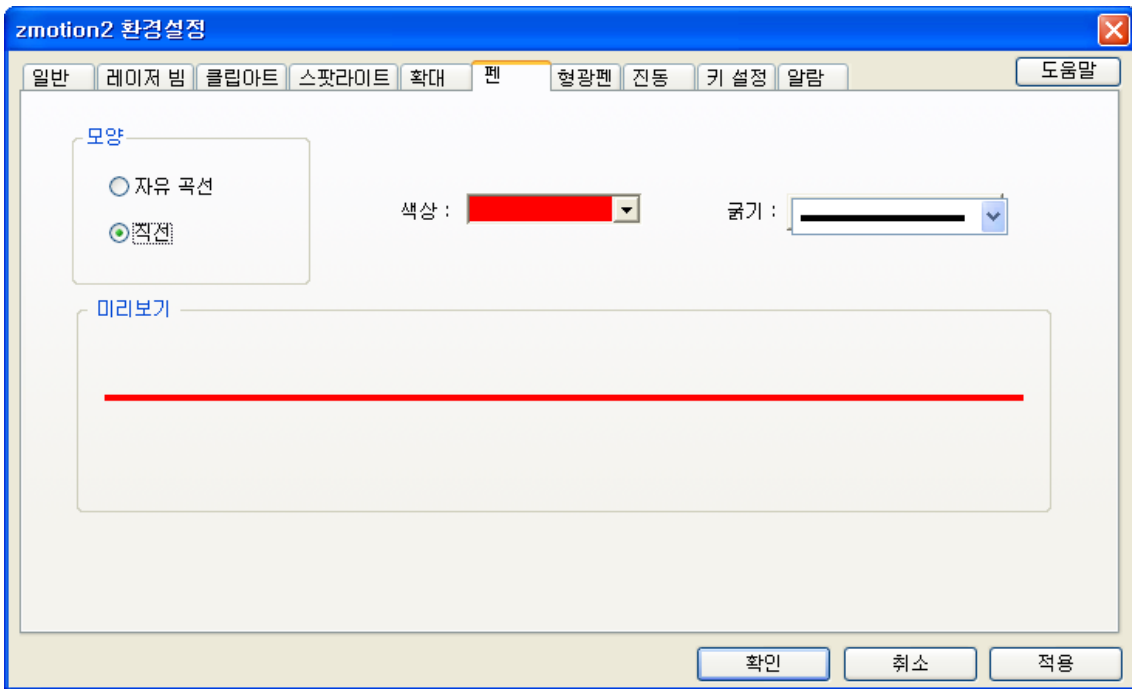 zmotion2 환경설정
일반 레이저 빔 클립아트 스팟라이트 확대 펜 형광펜 진동 키 설정 알람 도움말
모양
자유 곡선
직선
색상 : 굵기 :
미리보기
확인 취소 적용